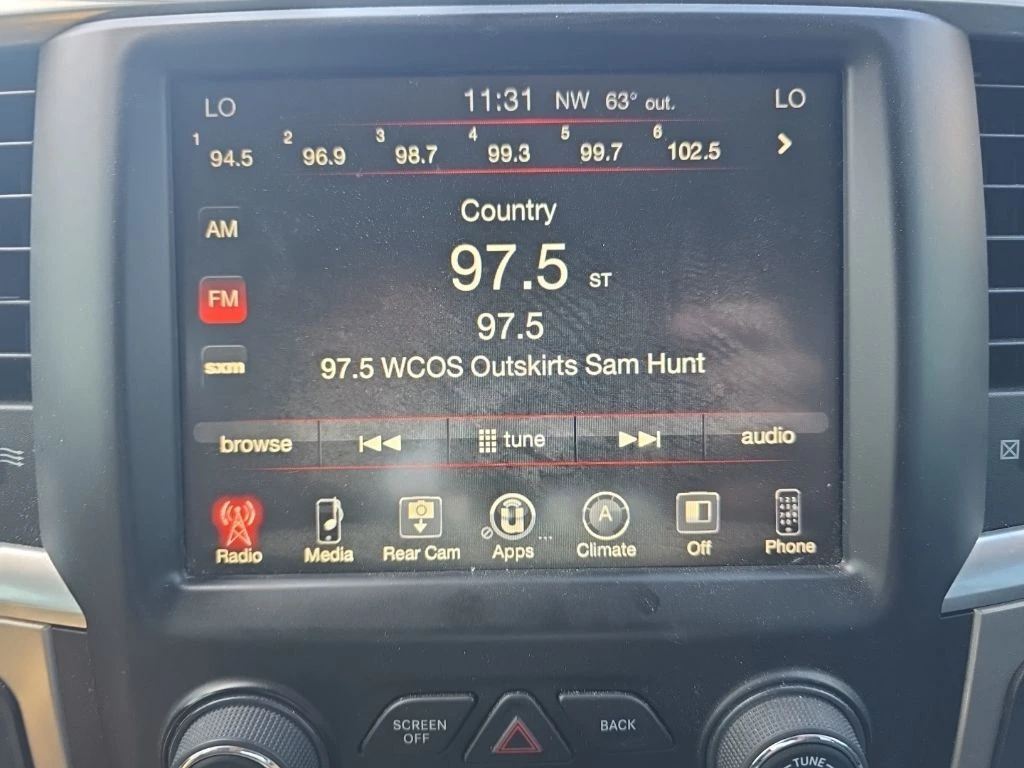 LO 11:31 NW 63° out. LO
1 94.5 2 96.9 3 98.7 4 99.3 5 99.7 6 102.5
Country
AM
97.5 ST
FM
97.5
sxm
97.5 WCOS Outskirts Sam Hunt
browse tune audio
A
Radio Media Rear Cam Apps ... Climate Off Phone
SCREEN OFF BACK
TUNE